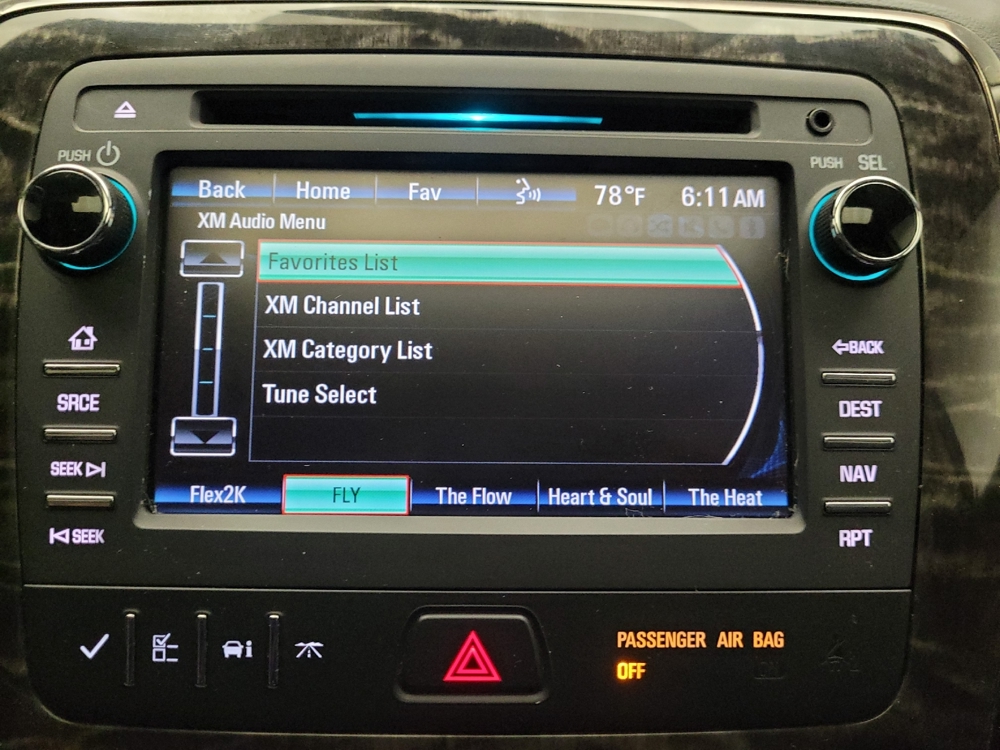 PUSH
PUSH SEL
Back Home Fav 78°F 6:11 AM
XM Audio Menu
Favorites List
XM Channel List
XM Category List
Tune Select
Flex2K FLY The Flow Heart & Soul The Heat
SRCE
SEEK
SEEK
BACK
DEST
NAV
RPT
i
PASSENGER AIR BAG
OFF